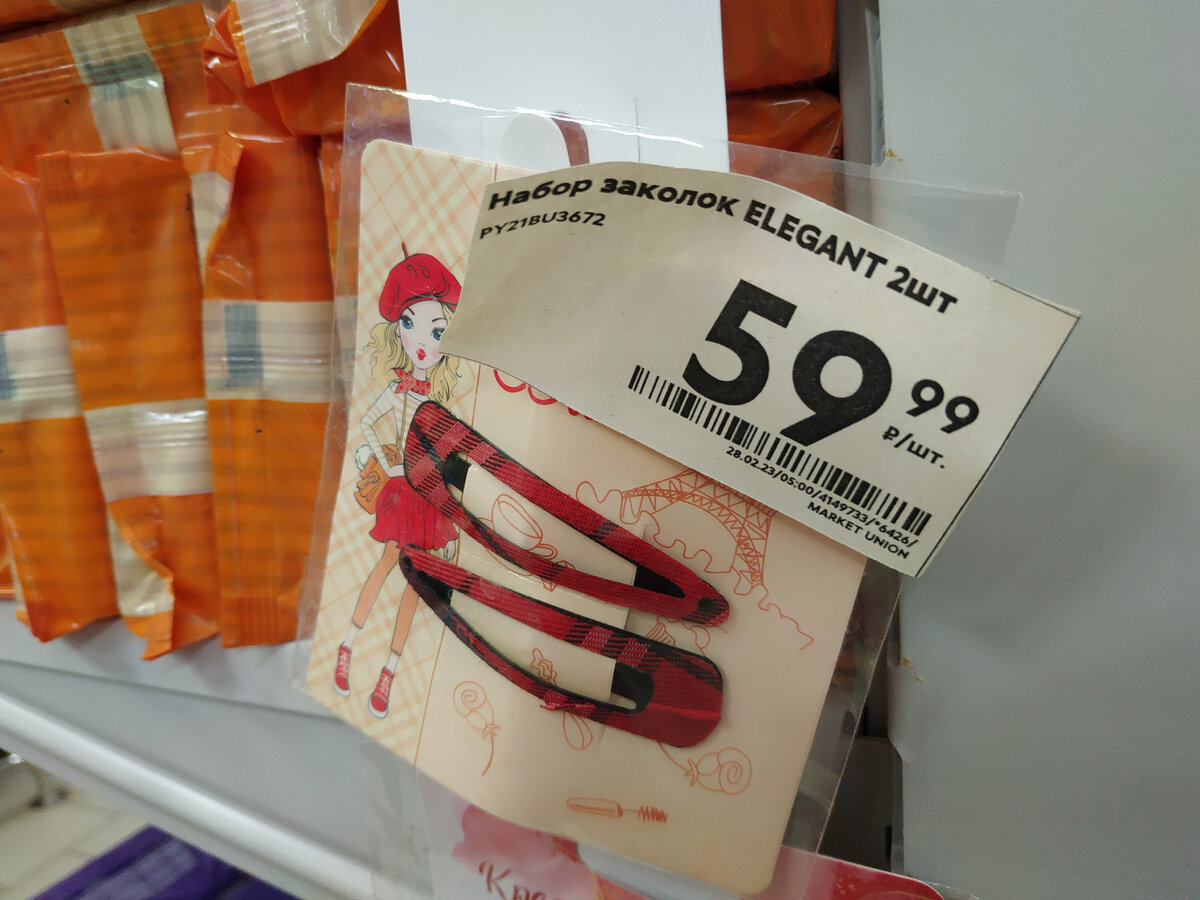 Набор заколок ELEGANT 2шт
PY21BU3672
59 99
₽/шт.
28.02.23/05:00/4149733/*6426/
MARKET UNION